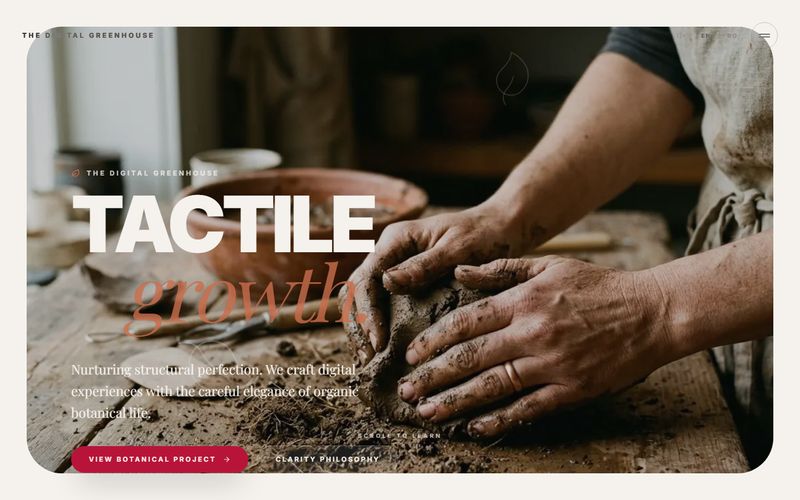 THE DIGITAL GREENHOUSE
EN
THE DIGITAL GREENHOUSE
TACTILE
growth.
Nurturing structural perfection. We craft digital
experiences with the careful elegance of organic
botanical life.
SCROLL TO LEARN
VIEW BOTANICAL PROJECT →
CLARITY PHILOSOPHY